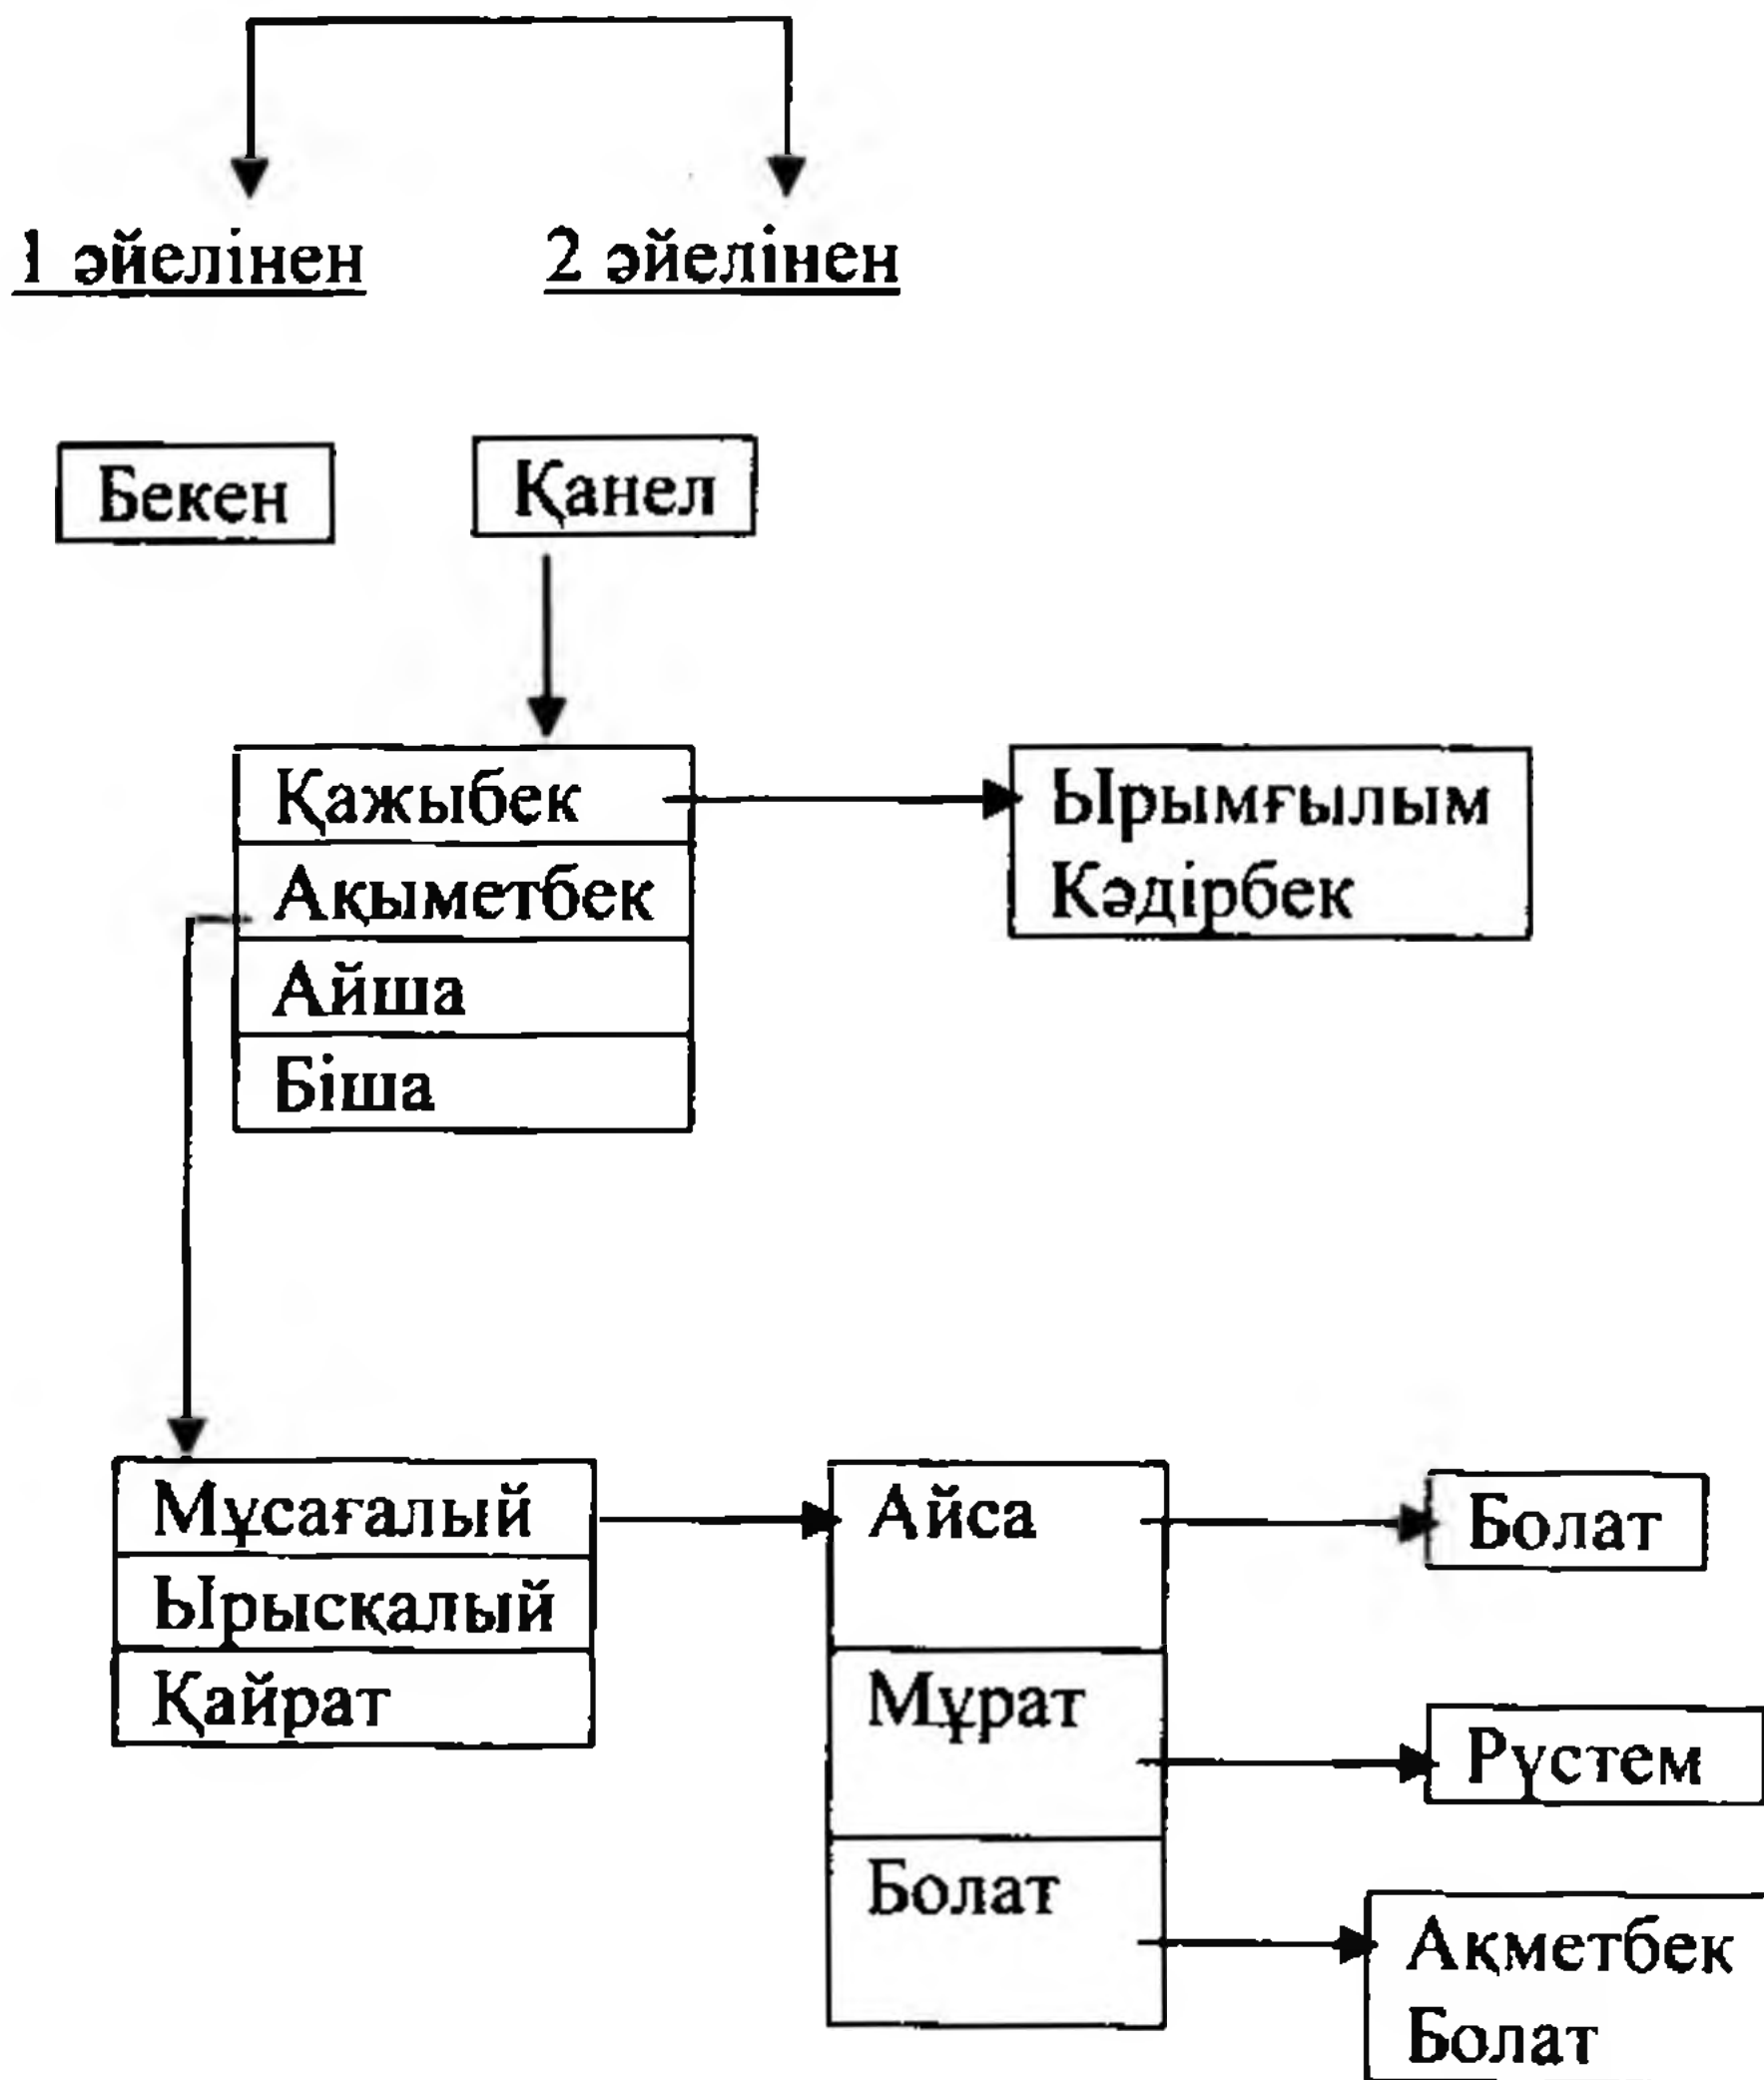 1 әйелінен
2 әйелінен
Бекен
Қанел
Қажыбек
Ақыметбек
Айша
Біша
Ырымғылым
Кәдірбек
Мұсағалый
Ырысқалый
Қайрат
Айса
Мұрат
Болат
Болат
Рүстем
Ақметбек
Болат